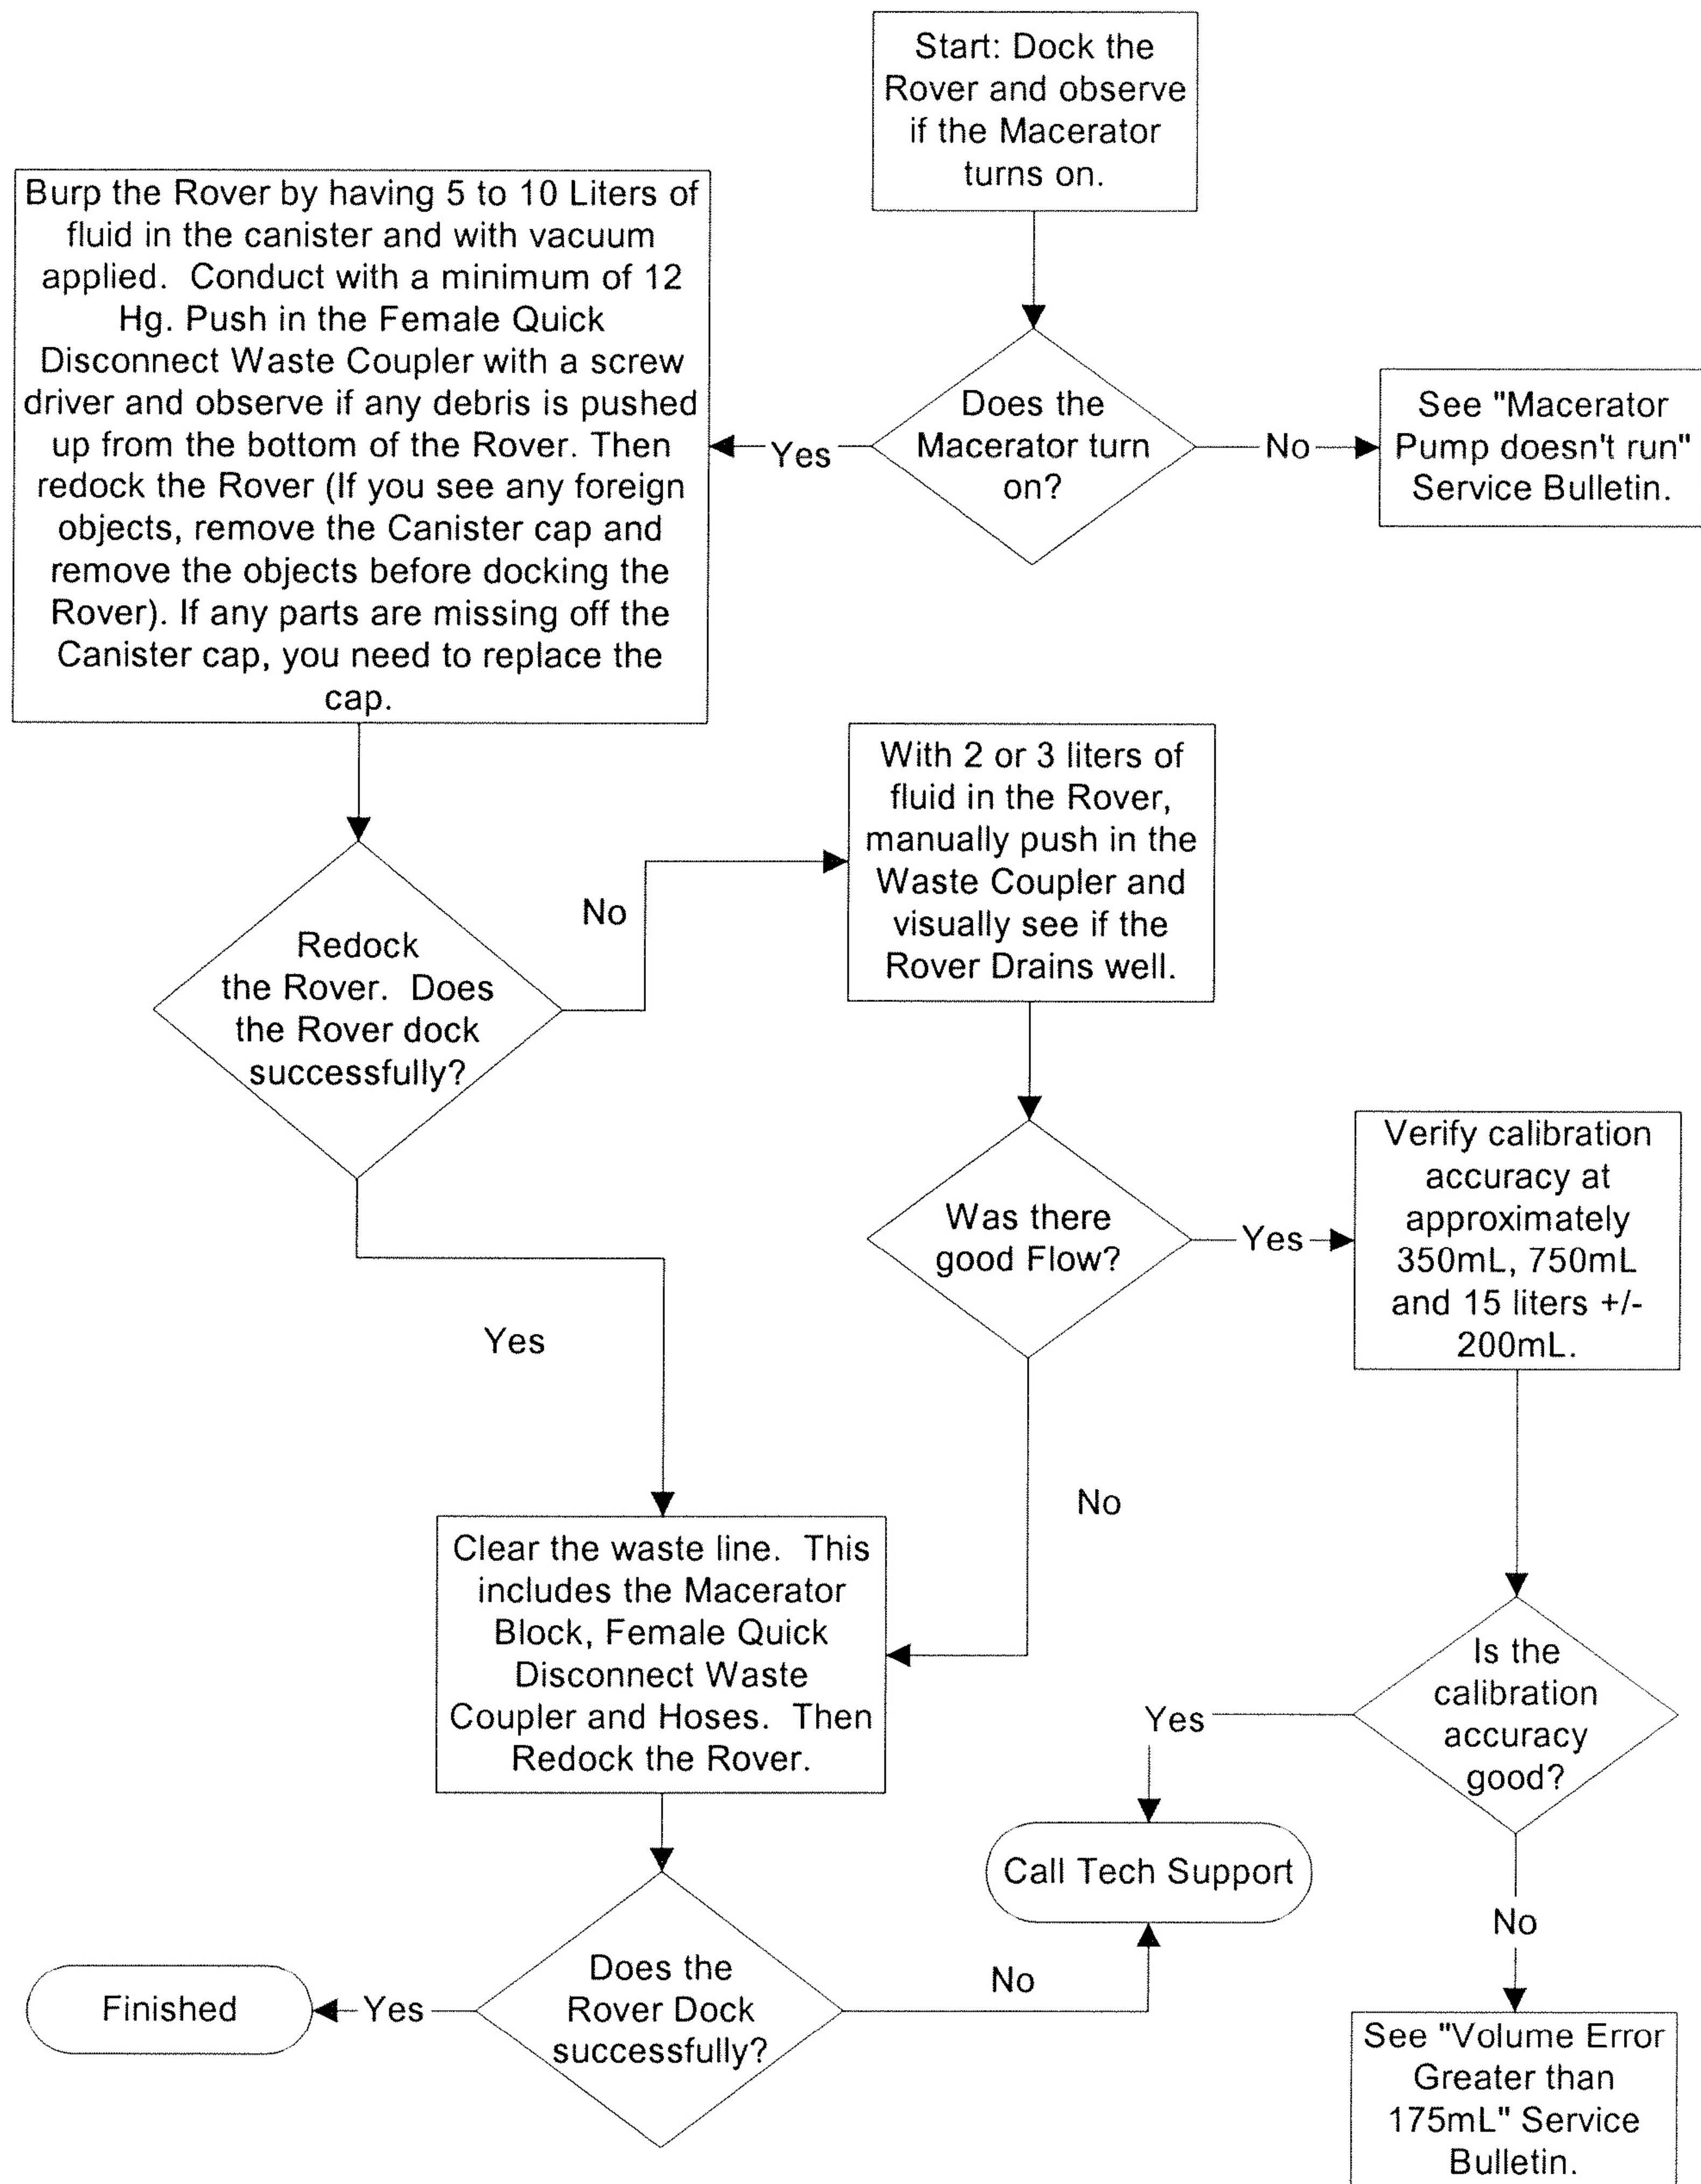 Start: Dock the
Rover and observe
if the Macerator
turns on.
Does the
Macerator turn
on?
Yes
No
See "Macerator
Pump doesn't run"
Service Bulletin.
Burp the Rover by having 5 to 10 Liters of
fluid in the canister and with vacuum
applied.  Conduct with a minimum of 12
Hg. Push in the Female Quick
Disconnect Waste Coupler with a screw
driver and observe if any debris is pushed
up from the bottom of the Rover. Then
redock the Rover (If you see any foreign
objects, remove the Canister cap and
remove the objects before docking the
Rover). If any parts are missing off the
Canister cap, you need to replace the
cap.
Redock
the Rover.  Does
the Rover dock
successfully?
No
Yes
With 2 or 3 liters of
fluid in the Rover,
manually push in the
Waste Coupler and
visually see if the
Rover Drains well.
Was there
good Flow?
Yes
No
Verify calibration
accuracy at
approximately
350mL, 750mL
and 15 liters +/-
200mL.
Is the
calibration
accuracy
good?
Yes
No
Clear the waste line.  This
includes the Macerator
Block, Female Quick
Disconnect Waste
Coupler and Hoses.  Then
Redock the Rover.
Does the
Rover Dock
successfully?
Yes
No
Finished
Call Tech Support
See "Volume Error
Greater than
175mL" Service
Bulletin.